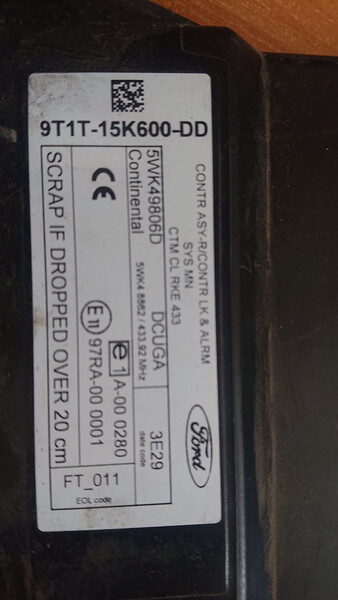 9T1T-15K600-DD
CONTR ASY-R/CONTR LK & ALRM
SYS MN
CTM CL RKE 433
Ford
5WK49806D
DCUGA
3E29
Continental
5WK4 8862 / 433.92 MHz
date code
CE
e1 A-00 0280
E11 97RA-00 0001
FT_011
EOL code
SCRAP IF DROPPED OVER 20 cm